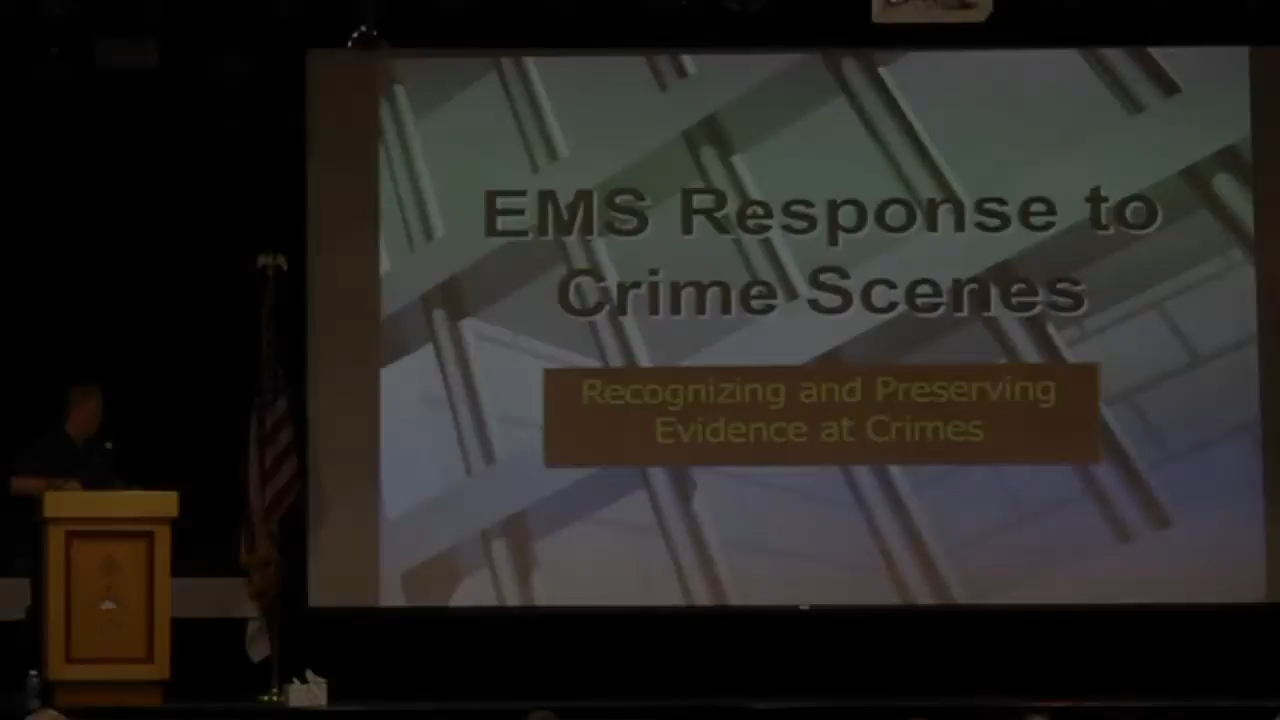 EMS Response to
Crime Scenes
Recognizing and Preserving
Evidence at Crimes